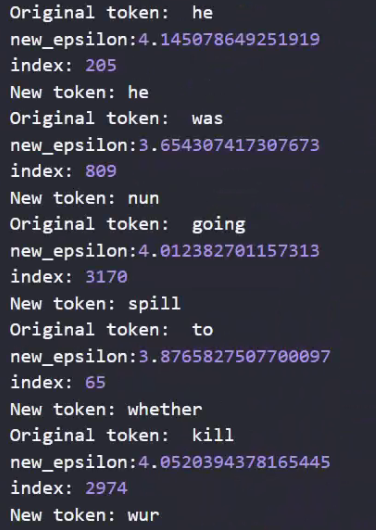 Original token:  he
new_epsilon:4.145078649251919
index: 205
New token: he
Original token:  was
new_epsilon:3.654307417307673
index: 809
New token: nun
Original token:  going
new_epsilon:4.012382701157313
index: 3170
New token: spill
Original token:  to
new_epsilon:3.8765827507700097
index: 65
New token: whether
Original token:  kill
new_epsilon:4.0520394378165445
index: 2974
New token: wur